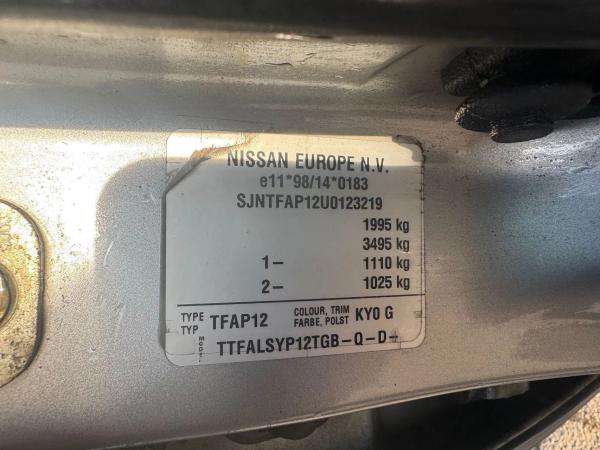 NISSAN EUROPE N.V.
e11*98/14*0183
SJNTFAP12U0123219
1995 kg
3495 kg
1- 1110 kg
2- 1025 kg
TYPE TYP TFAP12 COLOUR, TRIM FARBE, POLST KY0 G
MODEL TTFALSYP12TGB-Q-D-